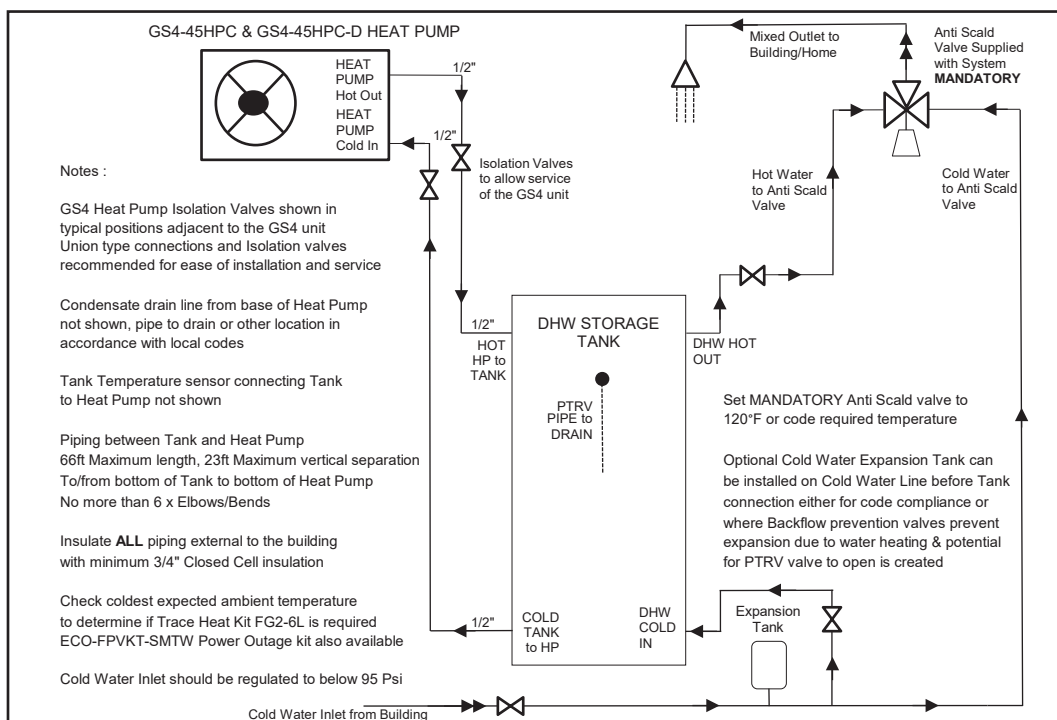 GS4-45HPC & GS4-45HPC-D HEAT PUMP
HEAT
PUMP
Hot Out
HEAT
PUMP
Cold In
1/2"
1/2"
Isolation Valves
to allow service
of the GS4 unit
Mixed Outlet to
Building/Home
Anti Scald
Valve Supplied
with System
MANDATORY
Hot Water
to Anti Scald
Valve
Cold Water
to Anti Scald
Valve
Notes :
GS4 Heat Pump Isolation Valves shown in
typical positions adjacent to the GS4 unit
Union type connections and Isolation valves
recommended for ease of installation and service
Condensate drain line from base of Heat Pump
not shown, pipe to drain or other location in
accordance with local codes
Tank Temperature sensor connecting Tank
to Heat Pump not shown
Piping between Tank and Heat Pump
66ft Maximum length, 23ft Maximum vertical separation
To/from bottom of Tank to bottom of Heat Pump
No more than 6 x Elbows/Bends
Insulate ALL piping external to the building
with minimum 3/4" Closed Cell insulation
Check coldest expected ambient temperature
to determine if Trace Heat Kit FG2-6L is required
ECO-FPVKT-SMTW Power Outage kit also available
Cold Water Inlet should be regulated to below 95 Psi
1/2"
HOT
HP to
TANK
DHW STORAGE
TANK
PTRV
PIPE to
DRAIN
DHW HOT
OUT
Set MANDATORY Anti Scald valve to
120°F or code required temperature
Optional Cold Water Expansion Tank can
be installed on Cold Water Line before Tank
connection either for code compliance or
where Backflow prevention valves prevent
expansion due to water heating & potential
for PTRV valve to open is created
1/2"
COLD
TANK
to HP
DHW
COLD
IN
Expansion
Tank
Cold Water Inlet from Building